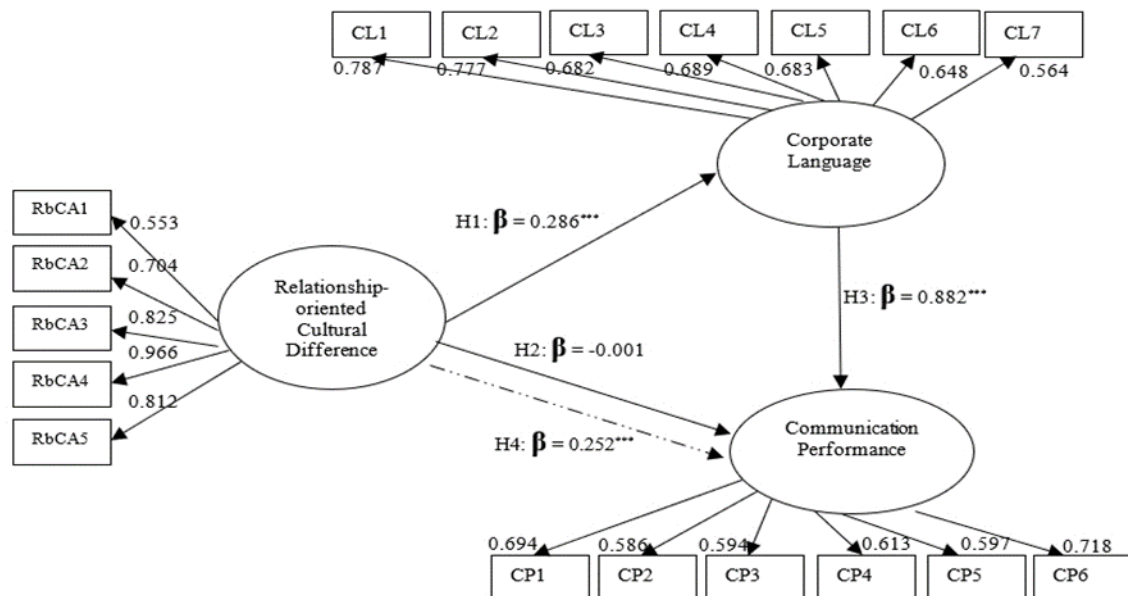 CL1
CL2
CL3
CL4
CL5
CL6
CL7
0.787
0.777
0.682
0.689
0.683
0.648
0.564
Corporate
Language
RbCA1
0.553
RbCA2
0.704
RbCA3
0.825
RbCA4
0.966
RbCA5
0.812
Relationship-
oriented
Cultural
Difference
H1: β = 0.286***
H2: β = -0.001
H3: β = 0.882***
H4: β = 0.252***
Communication
Performance
0.694
0.586
0.594
0.613
0.597
0.718
CP1
CP2
CP3
CP4
CP5
CP6